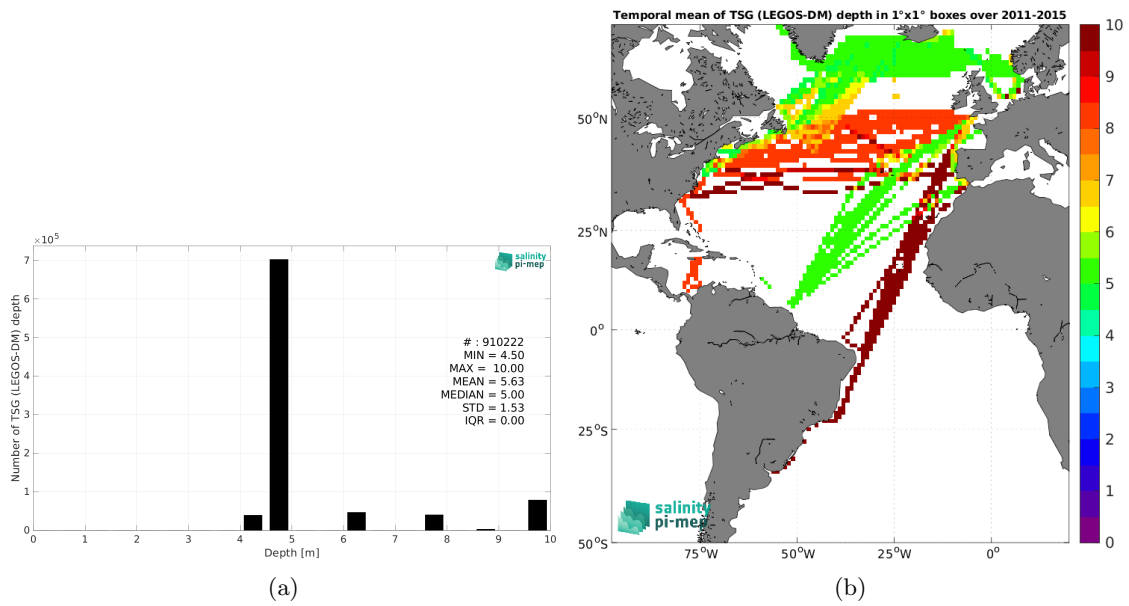 ×10⁵
7
6
5
4
3
2
1
0
Number of TSG (LEGOS-DM) depth
salinity
pi-mep
# : 910222
MIN = 4.50
MAX = 10.00
MEAN = 5.63
MEDIAN = 5.00
STD = 1.53
IQR = 0.00
0 1 2 3 4 5 6 7 8 9 10
Depth [m]
(a)
Temporal mean of TSG (LEGOS-DM) depth in 1°x1° boxes over 2011-2015
50°N
25°N
0°
25°S
50°S
75°W 50°W 25°W 0°
salinity
pi-mep
10
9
8
7
6
5
4
3
2
1
0
(b)